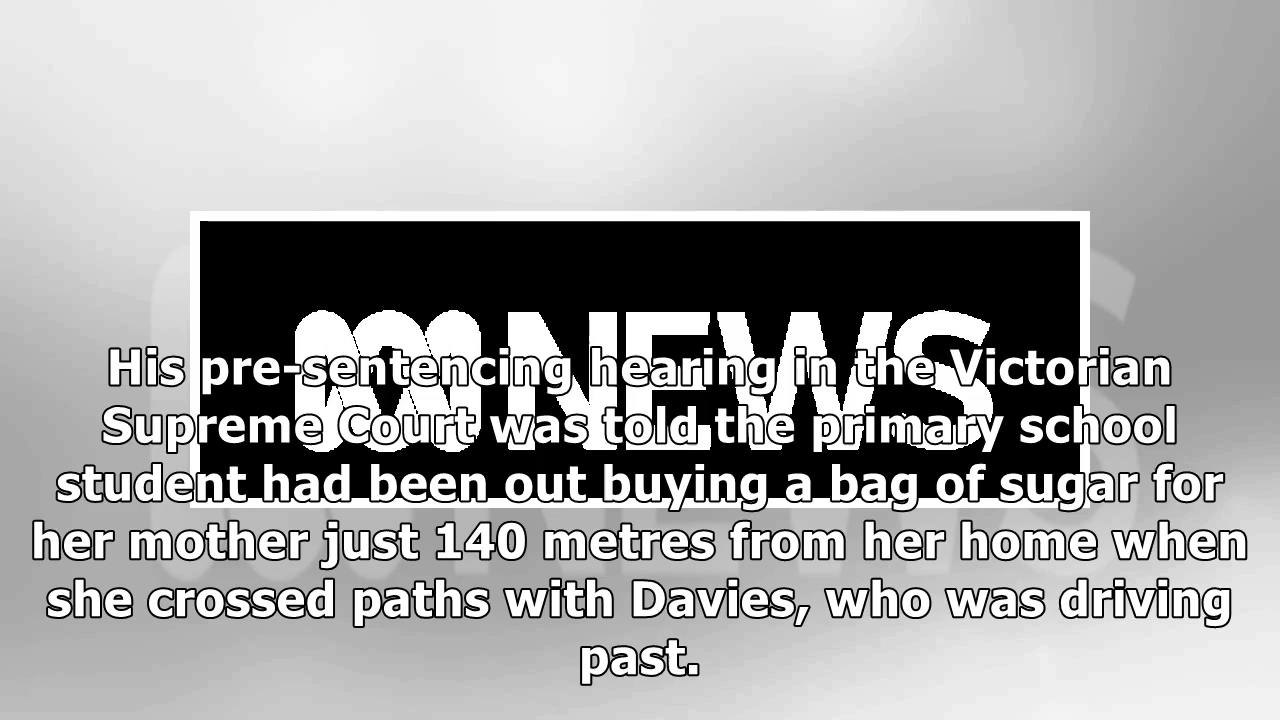 NEWS
His pre-sentencing hearing in the Victorian
Supreme Court was told the primary school
student had been out buying a bag of sugar for
her mother just 140 metres from her home when
she crossed paths with Davies, who was driving
past.